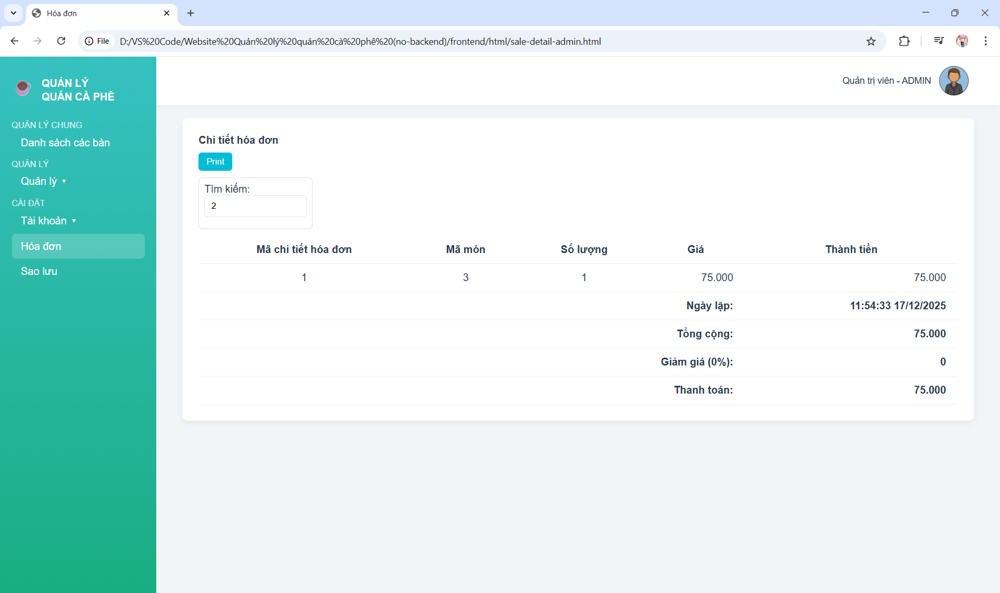 Hóa đơn
File
D:/VS%20Code/Website%20Quản%20lý%20quán%20cà%20phê%20(no-backend)/frontend/html/sale-detail-admin.html
QUẢN LÝ
QUÁN CÀ PHÊ
Quản trị viên - ADMIN
QUẢN LÝ CHUNG
Danh sách các bàn
QUẢN LÝ
Quản lý ▾
CÀI ĐẶT
Tài khoản ▾
Hóa đơn
Sao lưu
Chi tiết hóa đơn
Print
Tìm kiếm:
2
Mã chi tiết hóa đơn Mã món Số lượng Giá Thành tiền
1 3 1 75.000 75.000
Ngày lập: 11:54:33 17/12/2025
Tổng cộng: 75.000
Giảm giá (0%): 0
Thanh toán: 75.000